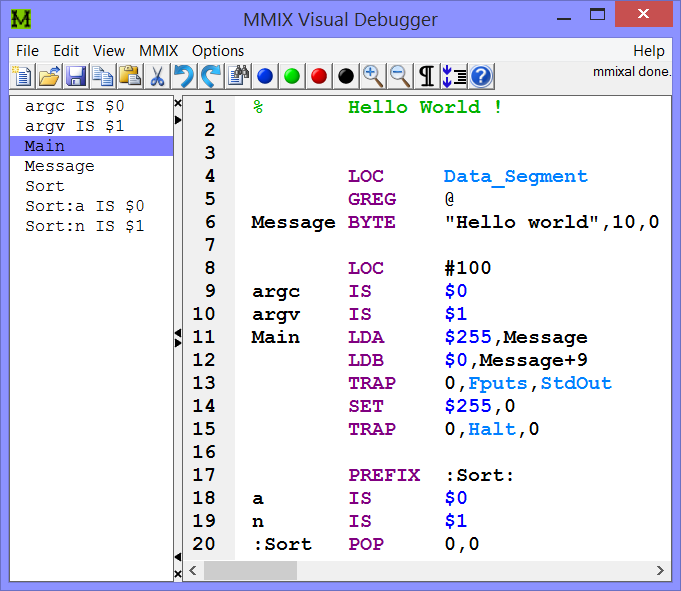 MMIX Visual Debugger
File Edit View MMIX Options Help
mmixal done.
argc IS $0
argv IS $1
Main
Message
Sort
Sort:a IS $0
Sort:n IS $1
1 % Hello World !
2
3
4 LOC Data_Segment
5 GREG @
6 Message BYTE "Hello world",10,0
7
8 LOC #100
9 argc IS $0
10 argv IS $1
11 Main LDA $255,Message
12 LDB $0,Message+9
13 TRAP 0,Fputs,StdOut
14 SET $255,0
15 TRAP 0,Halt,0
16
17 PREFIX :Sort:
18 a IS $0
19 n IS $1
20 :Sort POP 0,0